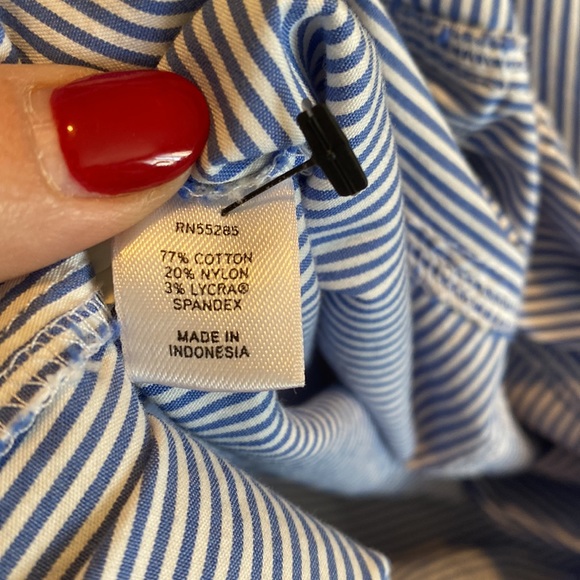 RN55285
77% COTTON
20% NYLON
3% LYCRA®
SPANDEX
MADE IN
INDONESIA